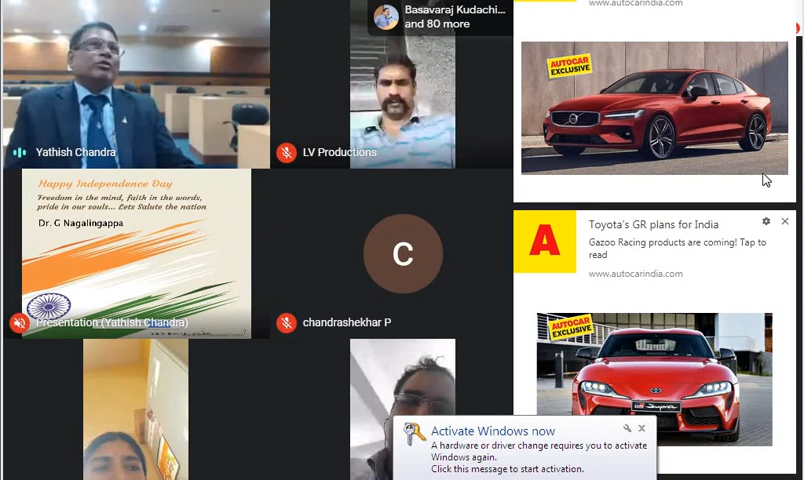 Basavaraj Kudachi...
and 80 more
Yathish Chandra
LV Productions
Happy Independence Day
Freedom in the mind, faith in the words,
pride in our souls... Lets Salute the nation
Dr. G Nagalingappa
Presentation (Yathish Chandra)
C
chandrashekhar P
www.autocarindia.com
AUTOCAR
EXCLUSIVE
A
Toyota's GR plans for India
Gazoo Racing products are coming! Tap to
read
www.autocarindia.com
AUTOCAR
EXCLUSIVE
GR Supra
Activate Windows now
A hardware or driver change requires you to activate
Windows again.
Click this message to start activation.